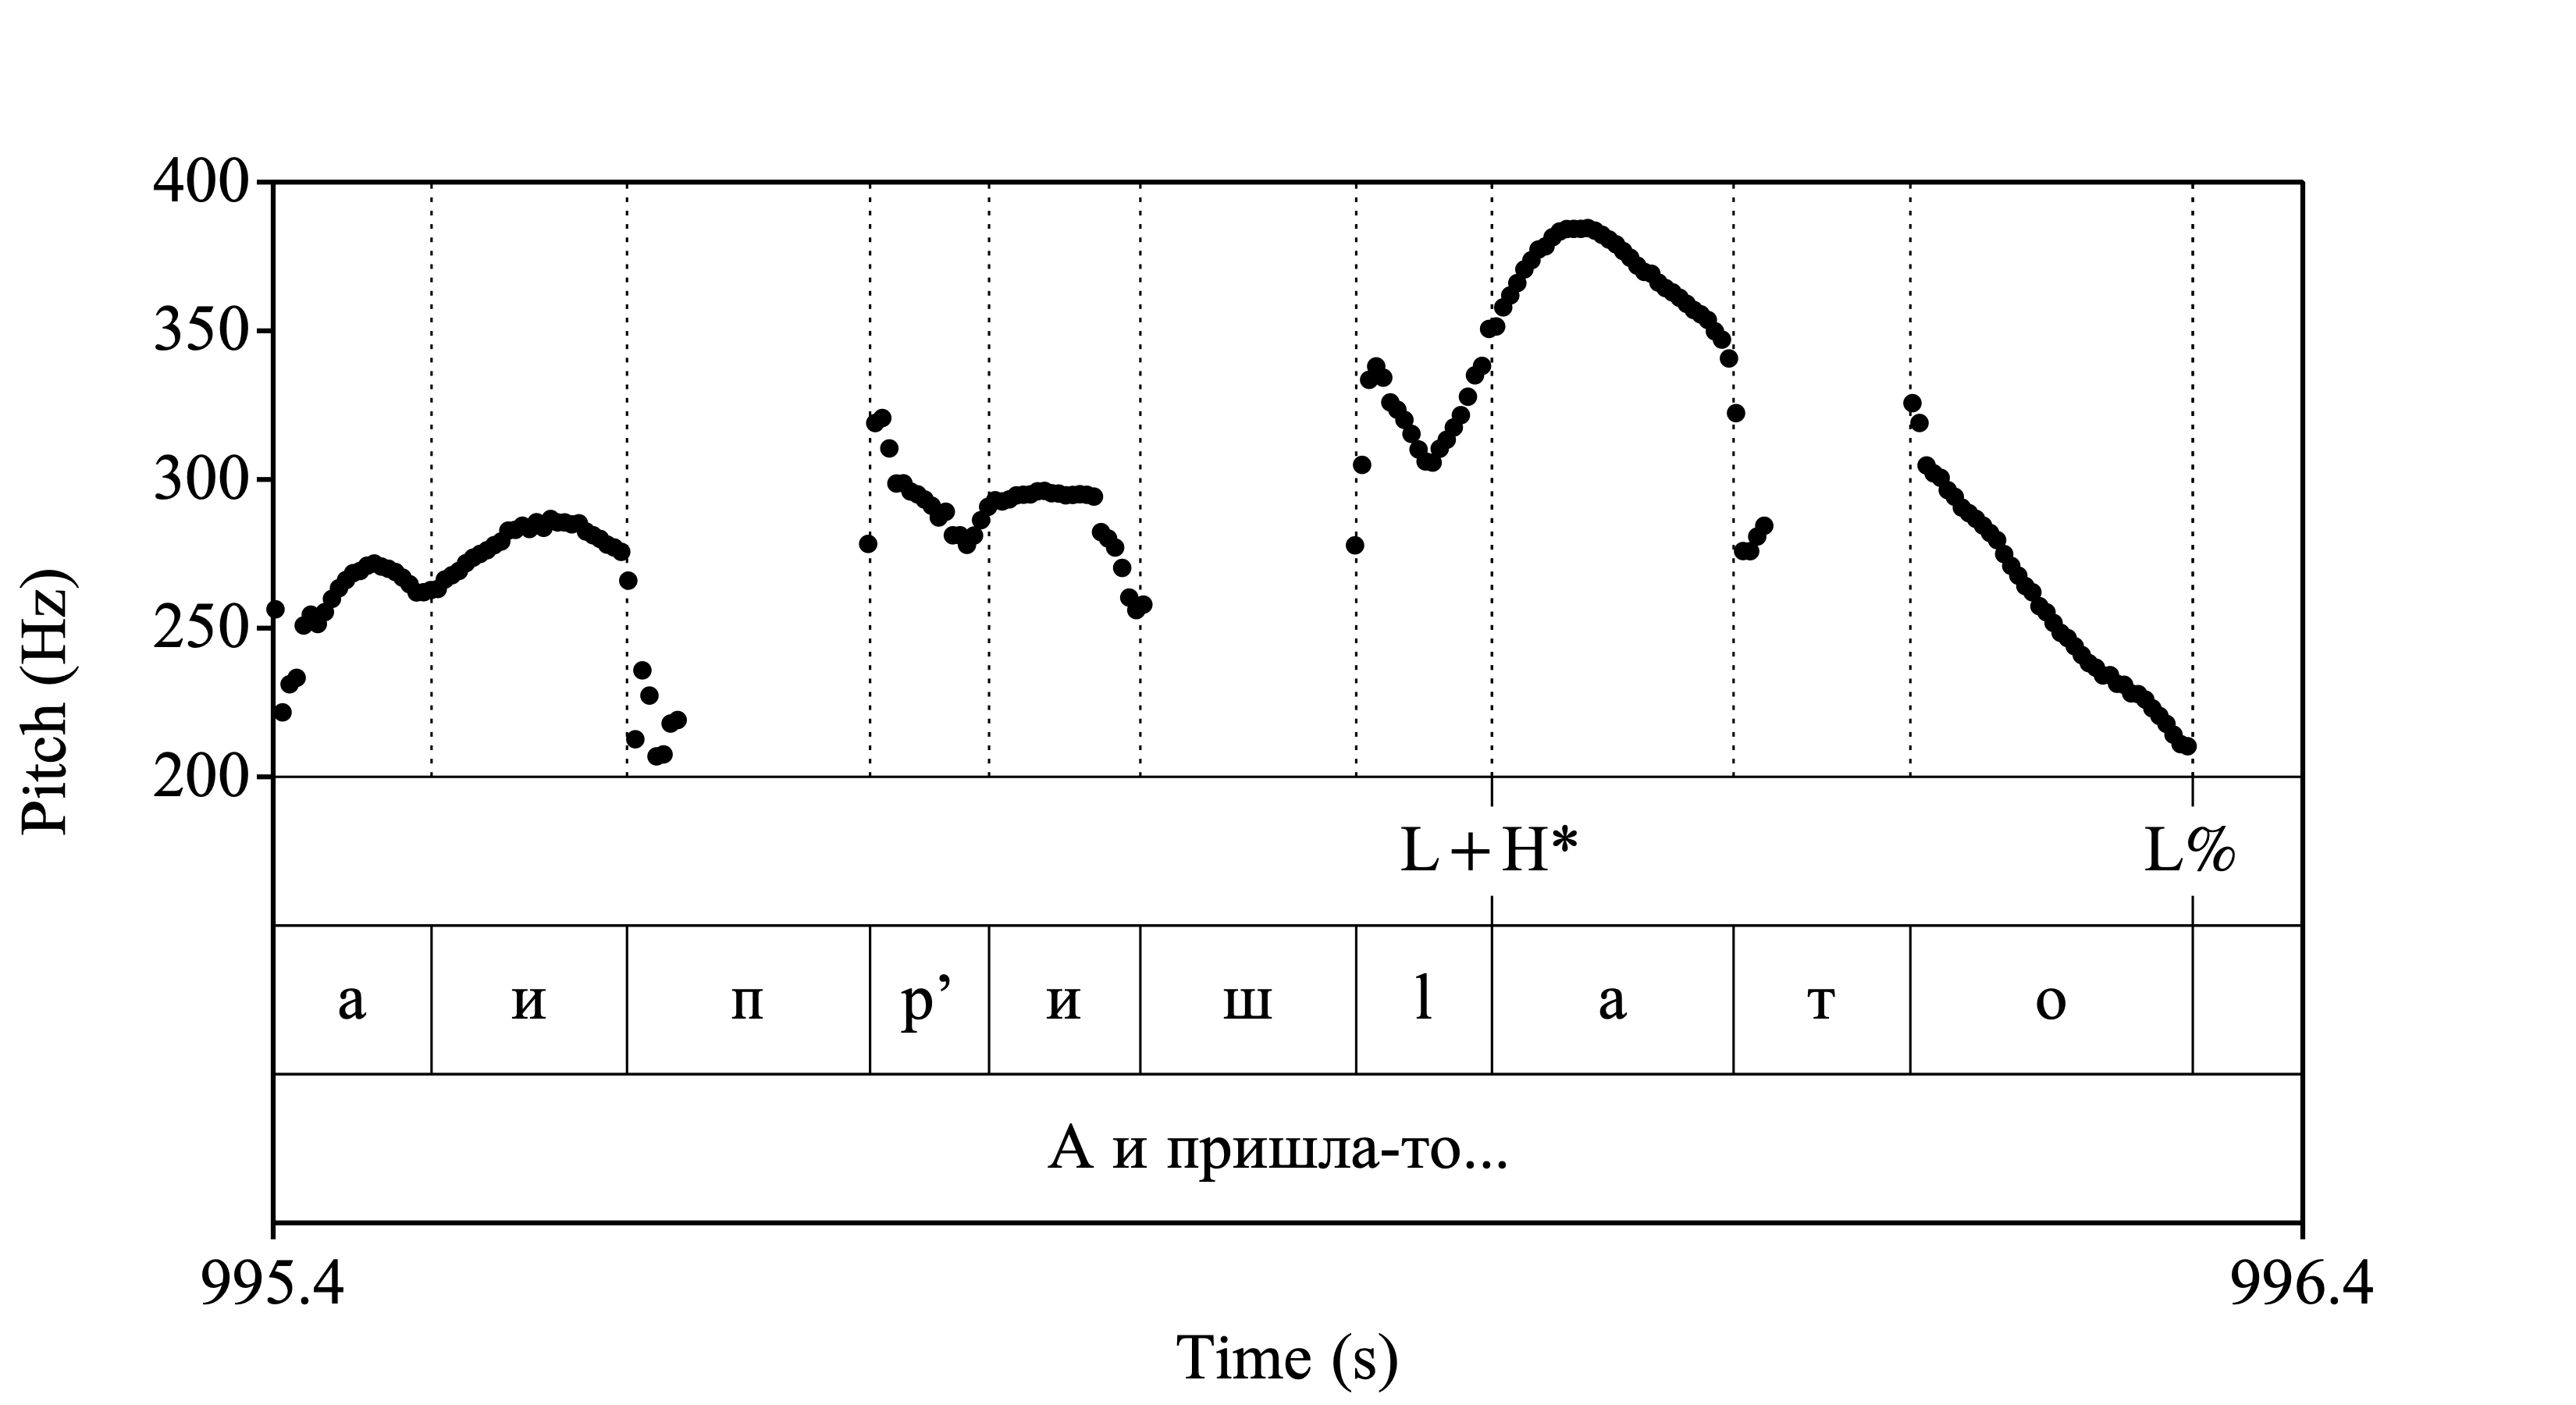 400
350
300
250
200
Pitch (Hz)
L+H* L%
а и п р’ и ш l а т о
А и пришла-то...
995.4 996.4
Time (s)